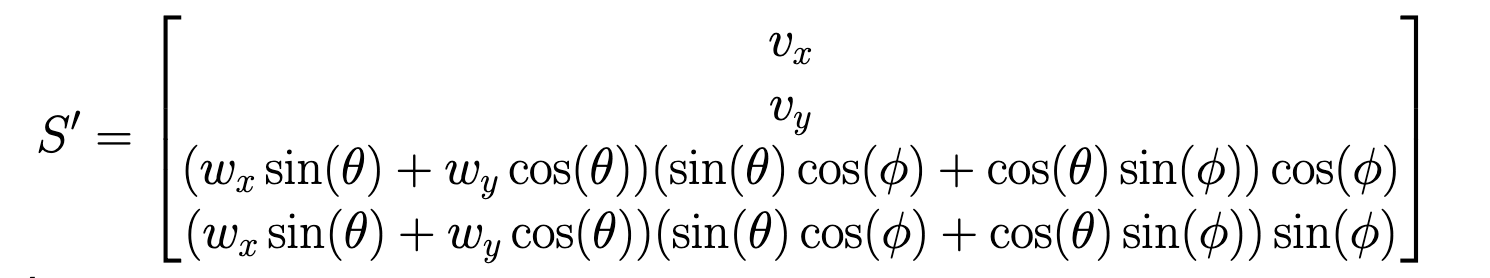 S′ = [
v_x
v_y
(w_x sin(θ) + w_y cos(θ))(sin(θ) cos(ϕ) + cos(θ) sin(ϕ)) cos(ϕ)
(w_x sin(θ) + w_y cos(θ))(sin(θ) cos(ϕ) + cos(θ) sin(ϕ)) sin(ϕ)
]